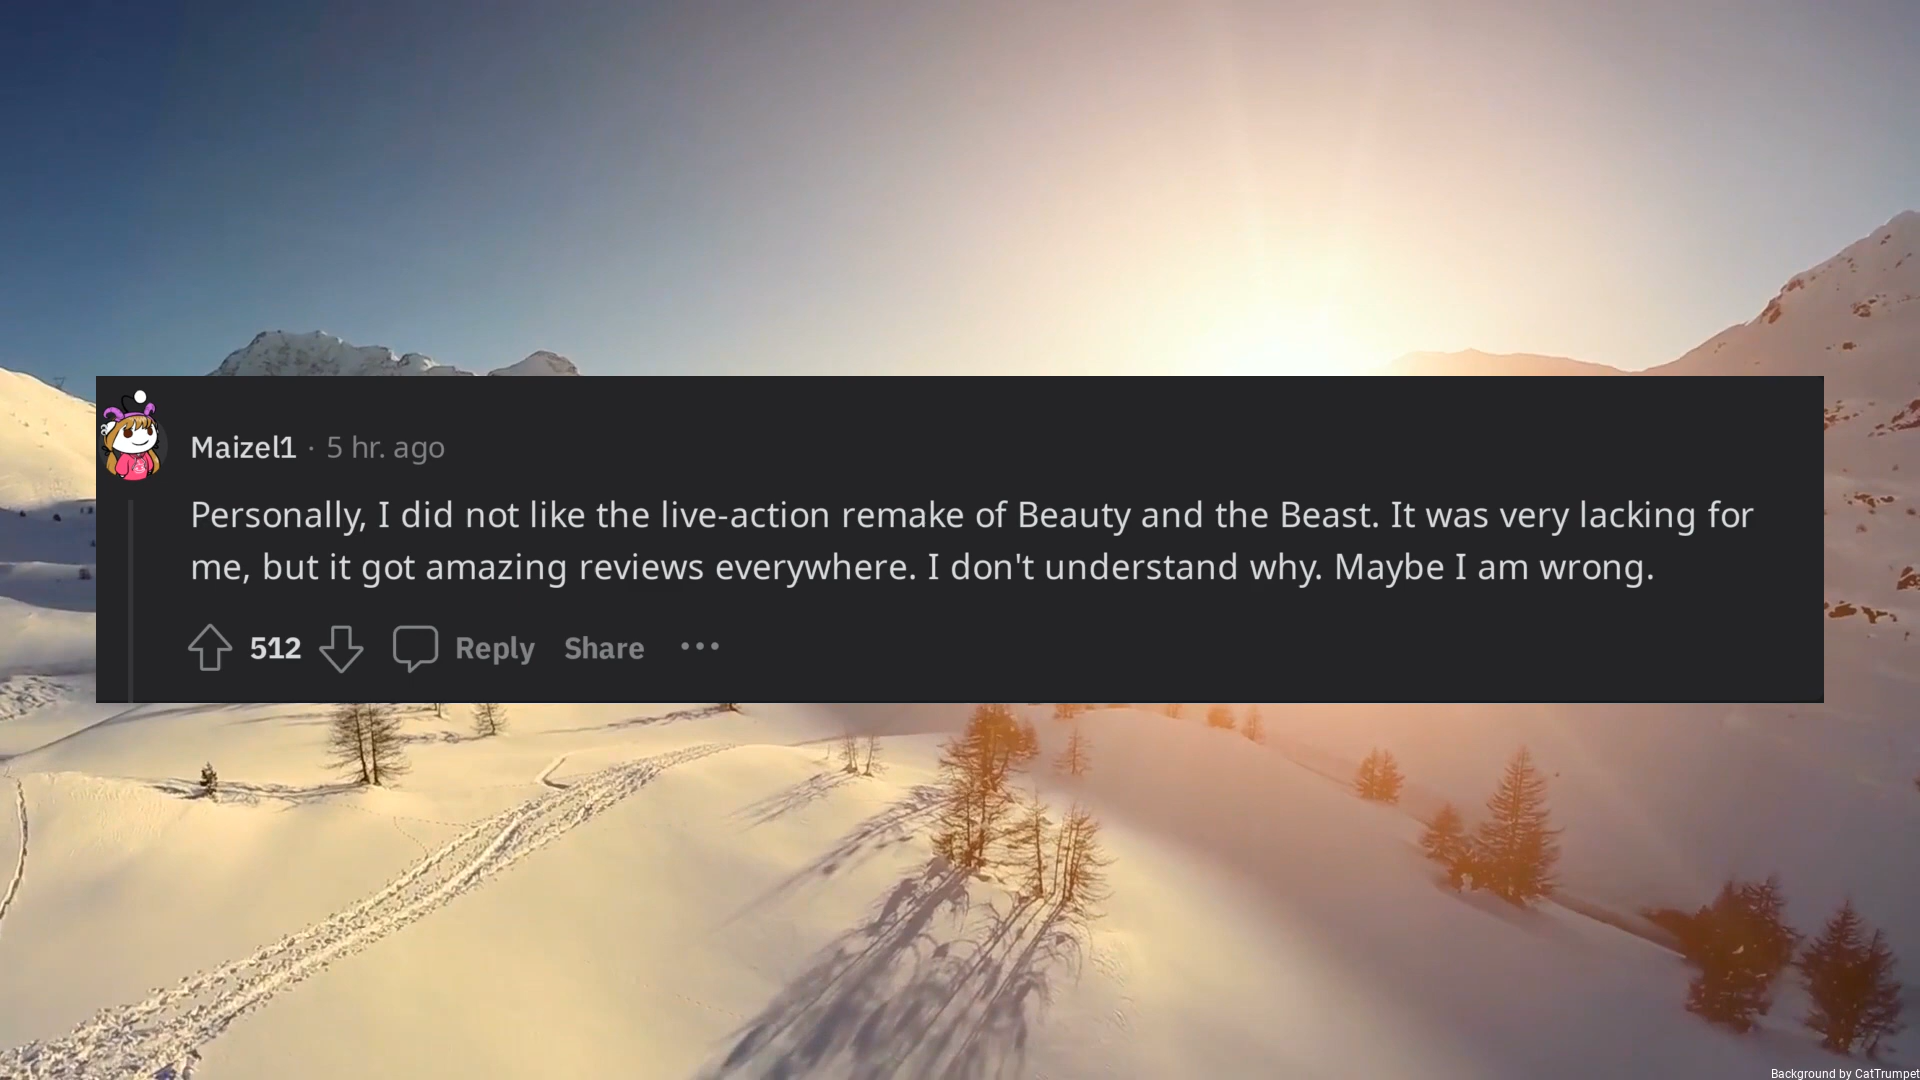 Maizel1 · 5 hr. ago
Personally, I did not like the live-action remake of Beauty and the Beast. It was very lacking for
me, but it got amazing reviews everywhere. I don't understand why. Maybe I am wrong.
512 Reply Share •••
Background by CatTrumpet